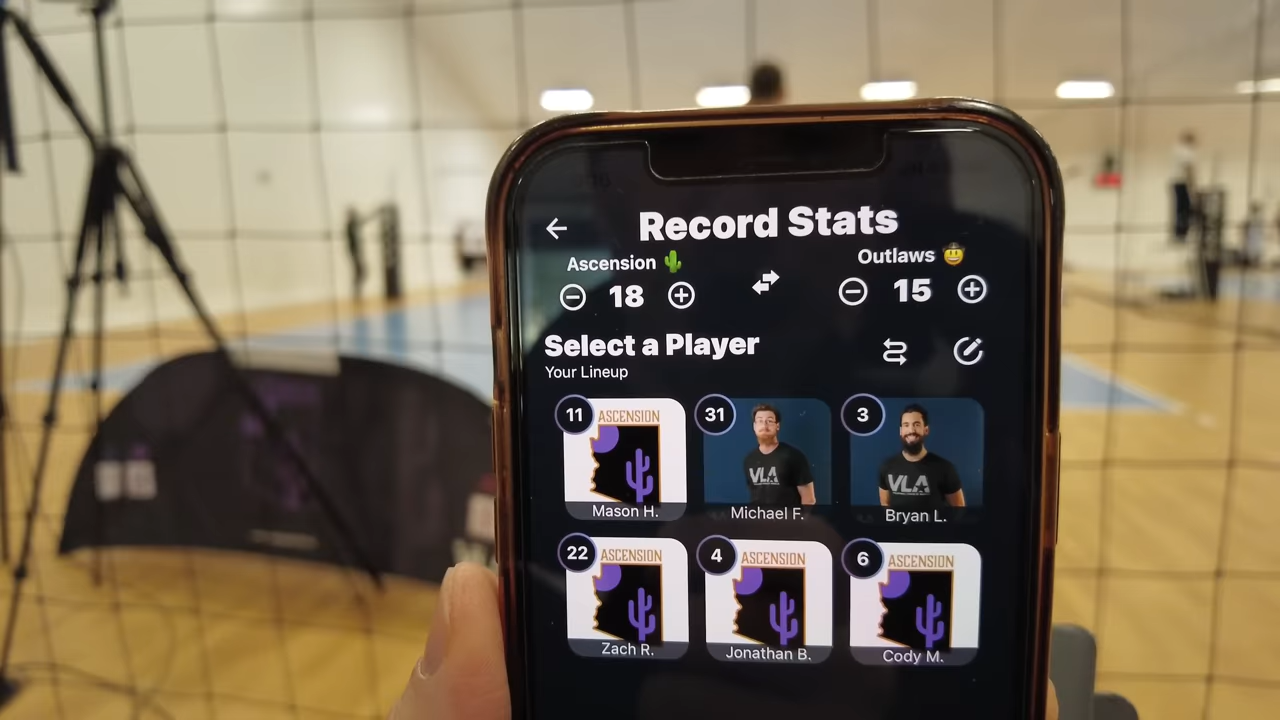 Record Stats
Ascension 🌵
Outlaws 🤠
18
15
Select a Player
Your Lineup
11
ASCENSION
Mason H.
31
VLA
Michael F.
3
VLA
Bryan L.
22
ASCENSION
Zach R.
4
ASCENSION
Jonathan B.
6
ASCENSION
Cody M.